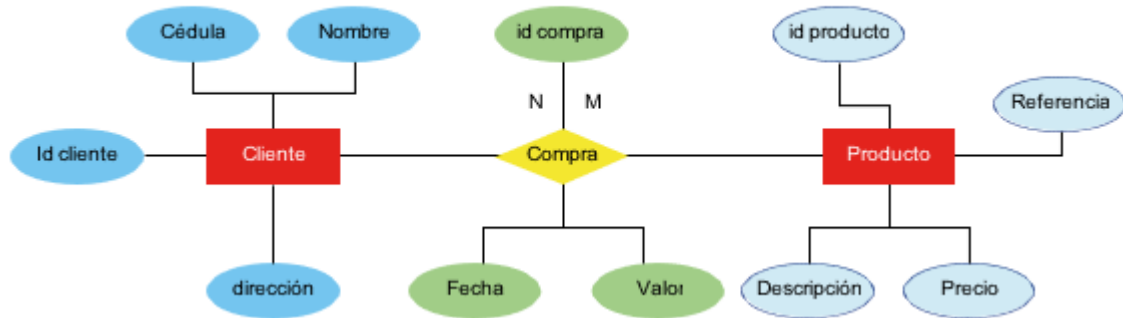 Cédula
Nombre
id compra
id producto
N M
Referencia
Id cliente
Cliente
Compra
Producto
dirección
Fecha
Valor
Descripción
Precio